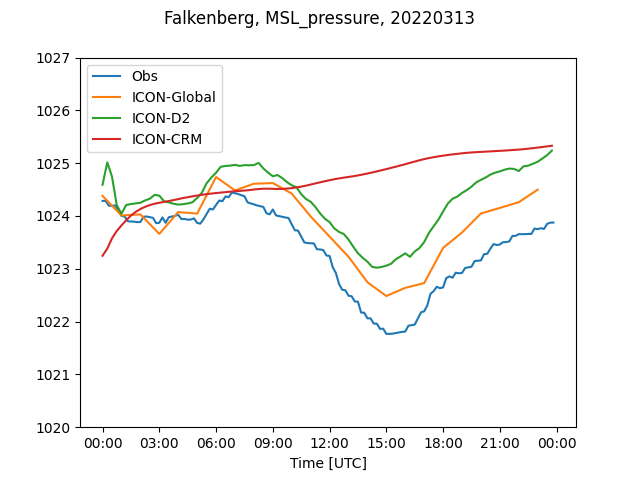 Falkenberg, MSL_pressure, 20220313
1027
1026
1025
1024
1023
1022
1021
1020
Obs
ICON-Global
ICON-D2
ICON-CRM
00:00 03:00 06:00 09:00 12:00 15:00 18:00 21:00 00:00
Time [UTC]